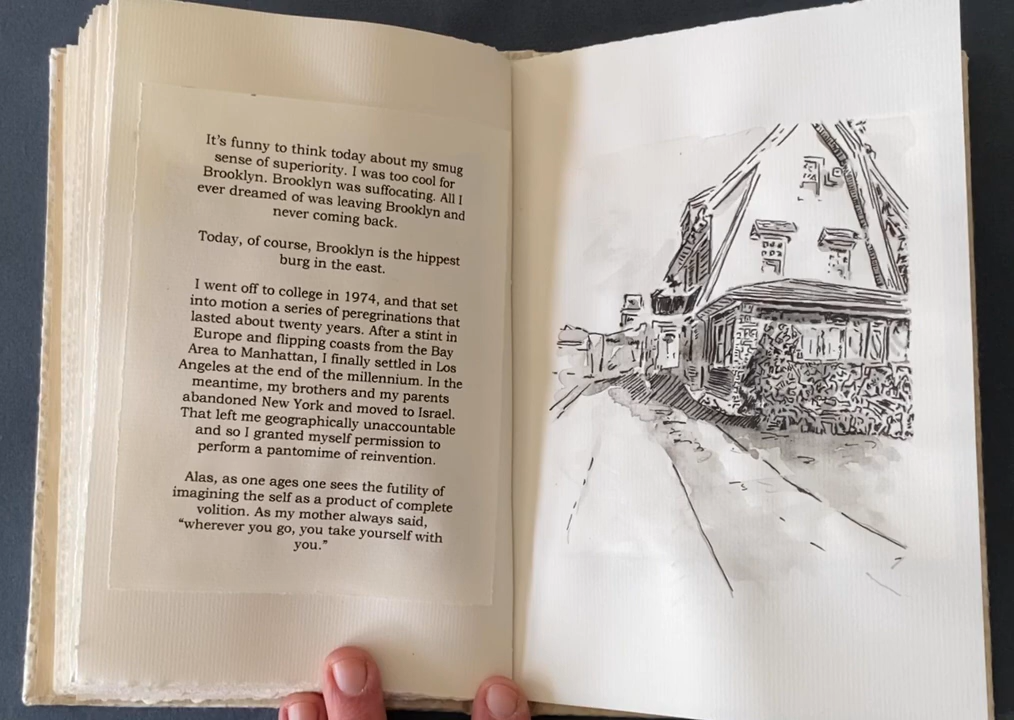 It's funny to think today about my smug
sense of superiority. I was too cool for
Brooklyn. Brooklyn was suffocating. All I
ever dreamed of was leaving Brooklyn and
never coming back.
Today, of course, Brooklyn is the hippest
burg in the east.
I went off to college in 1974, and that set
into motion a series of peregrinations that
lasted about twenty years. After a stint in
Europe and flipping coasts from the Bay
Area to Manhattan, I finally settled in Los
Angeles at the end of the millennium. In the
meantime, my brothers and my parents
abandoned New York and moved to Israel.
That left me geographically unaccountable
and so I granted myself permission to
perform a pantomime of reinvention.
Alas, as one ages one sees the futility of
imagining the self as a product of complete
volition. As my mother always said,
“wherever you go, you take yourself with
you.”